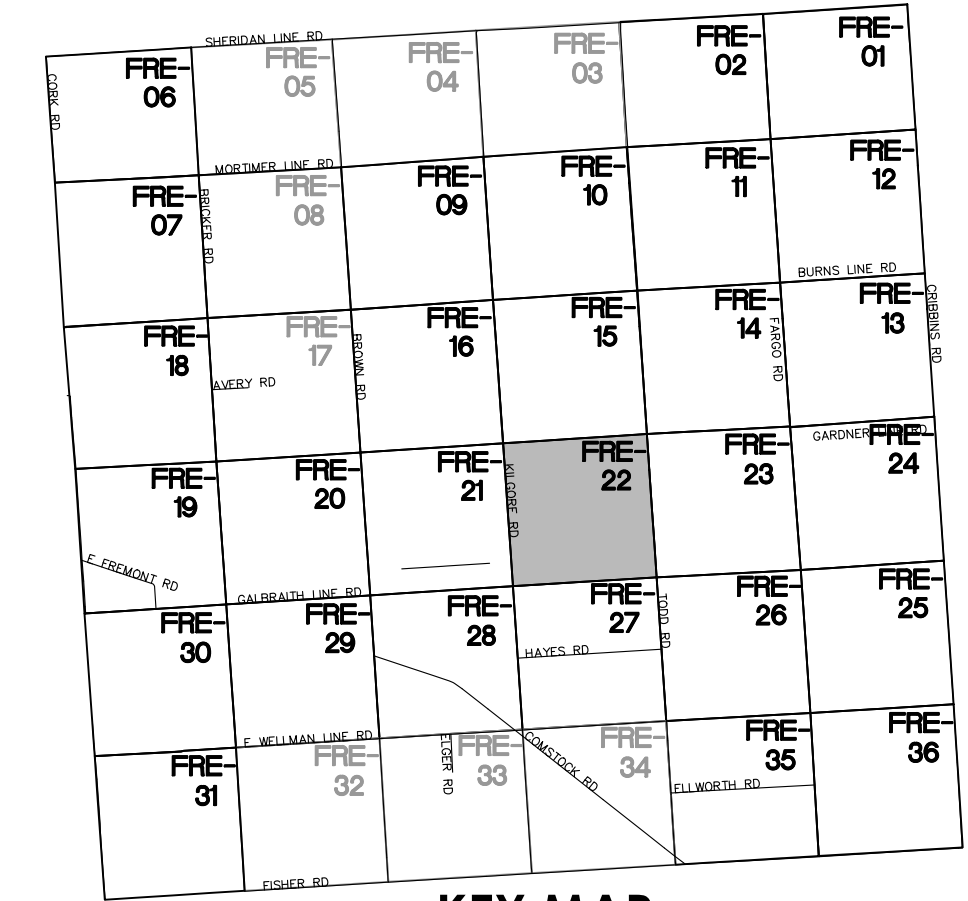 SHERIDAN LINE RD
CORK RD
FRE-
06
FRE-
05
FRE-
04
FRE-
03
FRE-
02
FRE-
01
MORTIMER LINE RD
FRE-
07
BRICKER RD
FRE-
08
FRE-
09
FRE-
10
FRE-
11
FRE-
12
BURNS LINE RD
FRE-
18
FRE-
17
AVERY RD
BROWN RD
FRE-
16
FRE-
15
FRE-
14
FARGO RD
FRE-
13
CRIBBINS RD
FRE-
19
FRE-
20
FRE-
21
KILGORE RD
FRE-
22
FRE-
23
GARDNER LINE RD
FRE-
24
E FREMONT RD
GALBRAITH LINE RD
FRE-
30
FRE-
29
FRE-
28
FRE-
27
HAYES RD
TODD RD
FRE-
26
FRE-
25
E WELLMAN LINE RD
FRE-
31
FRE-
32
ELGER RD
FRE-
33
COMSTOCK RD
FRE-
34
FRE-
35
ELLWORTH RD
FRE-
36
FISHER RD
KEY MAP